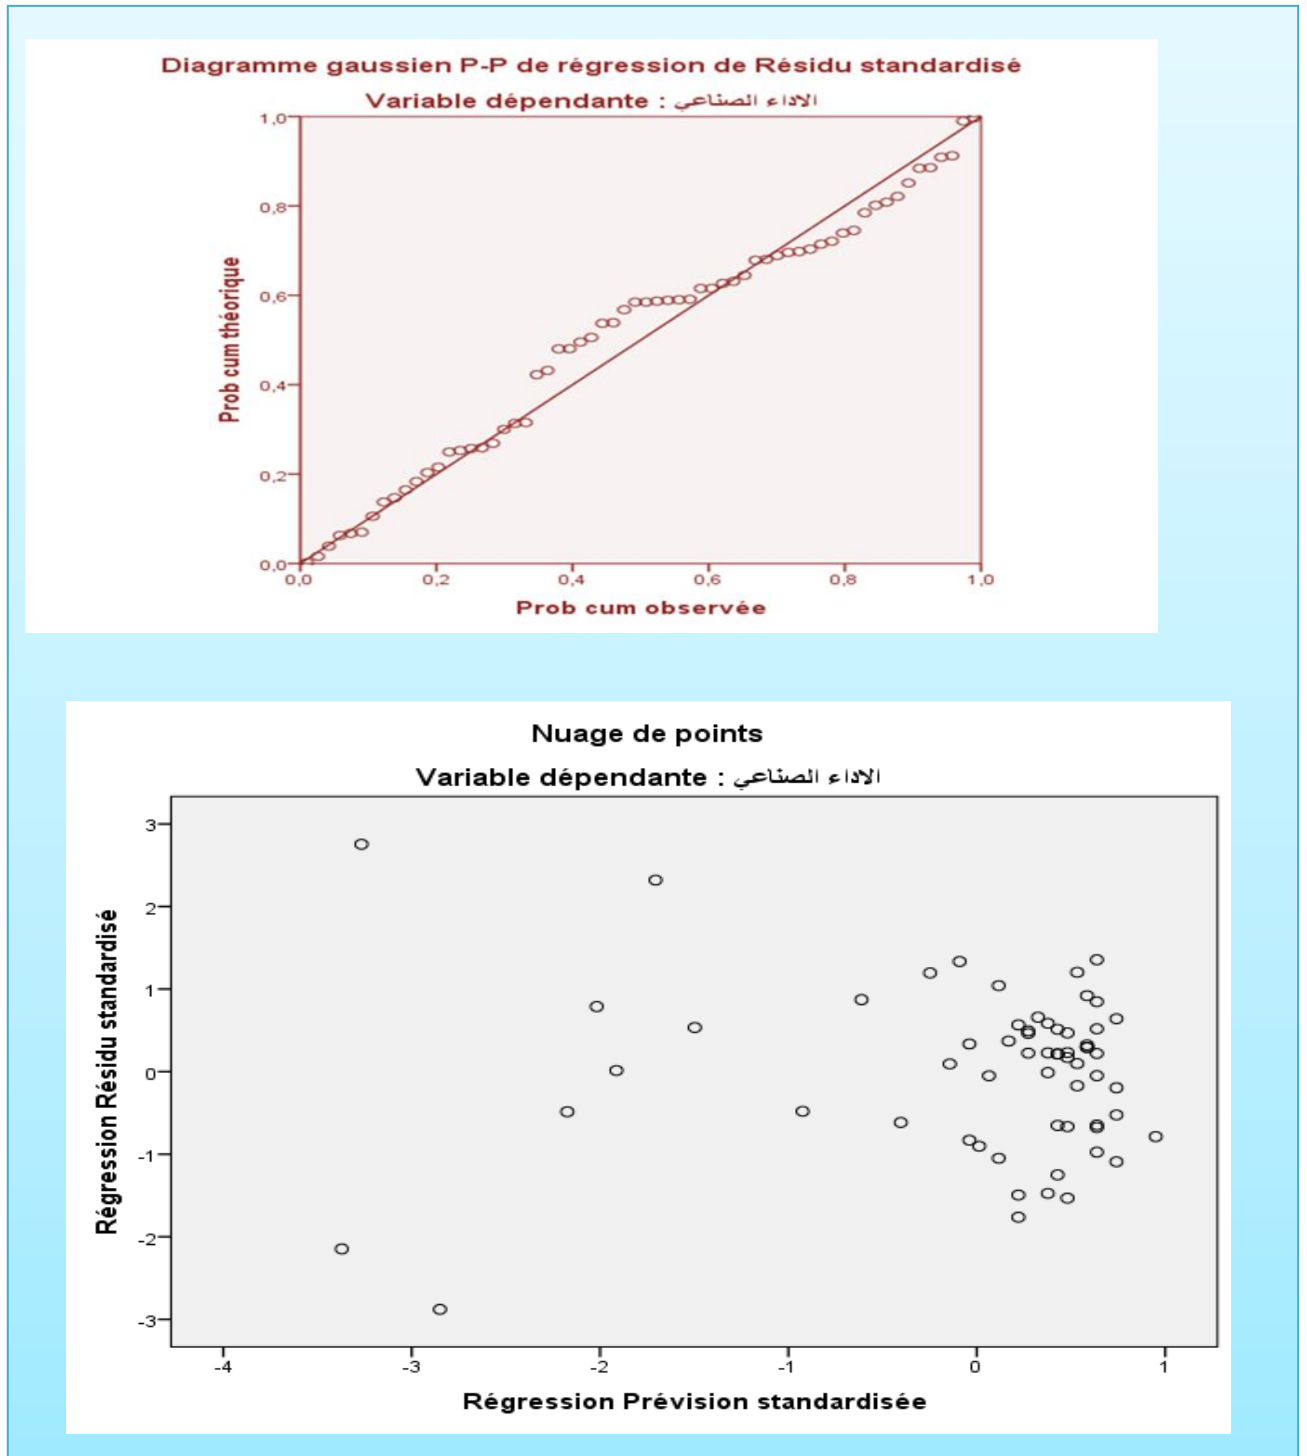 Diagramme gaussien P-P de régression de Résidu standardisé
Variable dépendante : الاداء الصناعي
1,0
0,8
0,6
0,4
0,2
0,0
Prob cum théorique
0,0 0,2 0,4 0,6 0,8 1,0
Prob cum observée
Nuage de points
Variable dépendante : الاداء الصناعي
3
2
1
0
-1
-2
-3
Régression Résidu standardisé
-4 -3 -2 -1 0 1
Régression Prévision standardisée